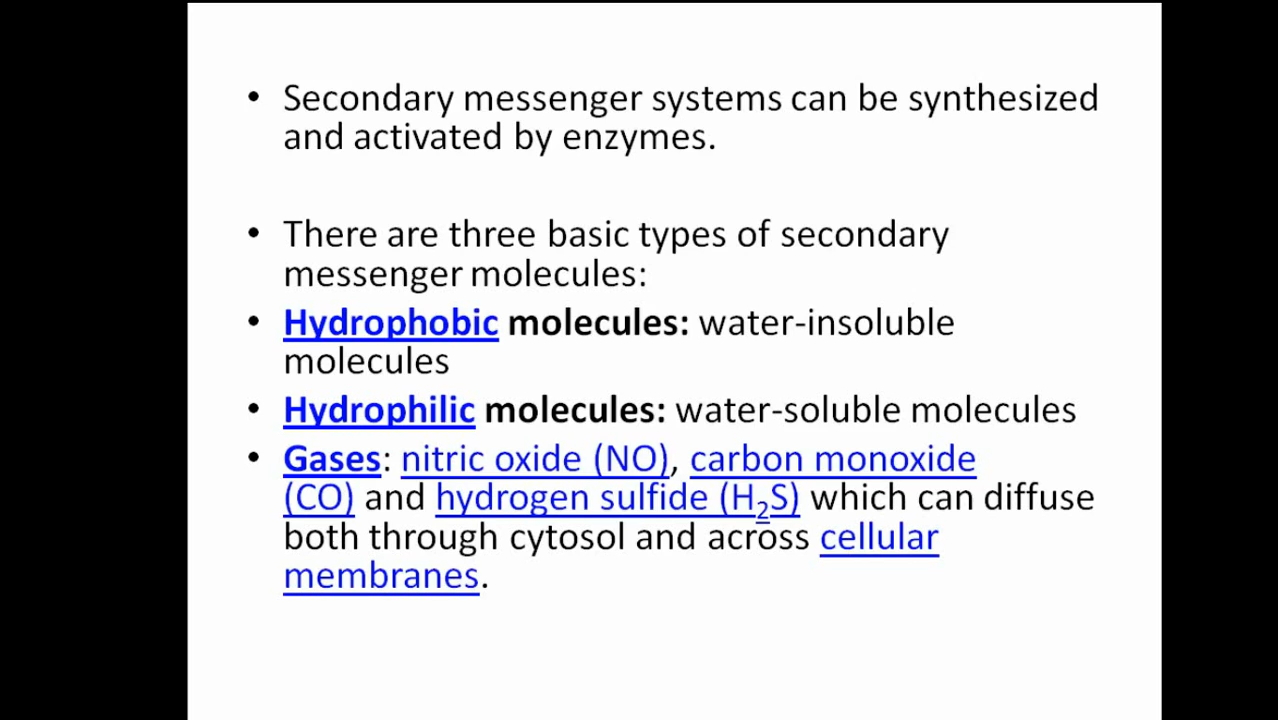 • Secondary messenger systems can be synthesized
and activated by enzymes.
• There are three basic types of secondary
messenger molecules:
• Hydrophobic molecules: water-insoluble
molecules
• Hydrophilic molecules: water-soluble molecules
• Gases: nitric oxide (NO), carbon monoxide
(CO) and hydrogen sulfide (H₂S) which can diffuse
both through cytosol and across cellular
membranes.